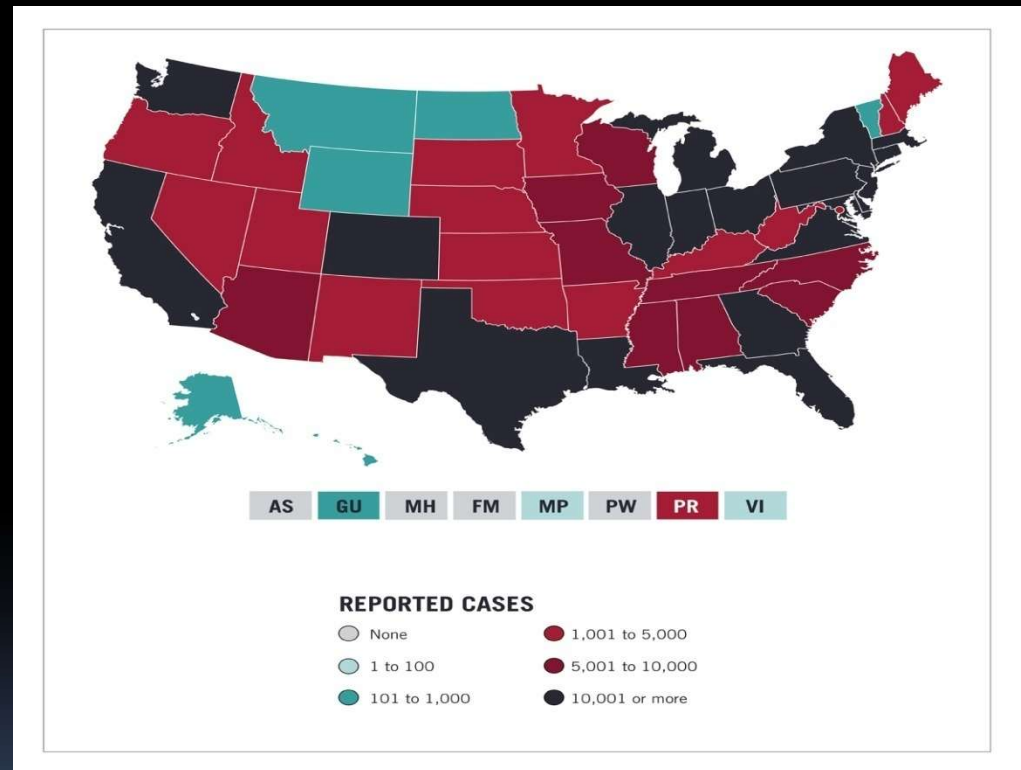 AS GU MH FM MP PW PR VI
REPORTED CASES
None
1 to 100
101 to 1,000
1,001 to 5,000
5,001 to 10,000
10,001 or more